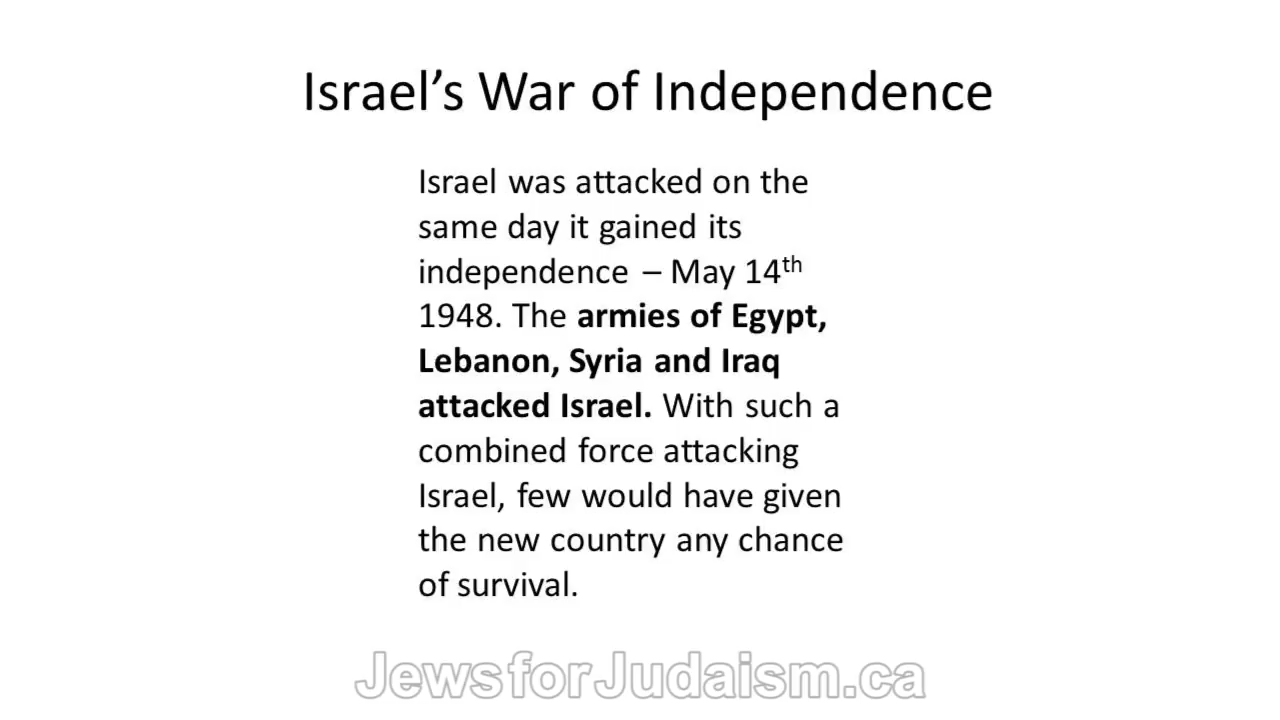 Israel’s War of Independence
Israel was attacked on the
same day it gained its
independence – May 14th
1948. The armies of Egypt,
Lebanon, Syria and Iraq
attacked Israel. With such a
combined force attacking
Israel, few would have given
the new country any chance
of survival.
JewsforJudaism.ca